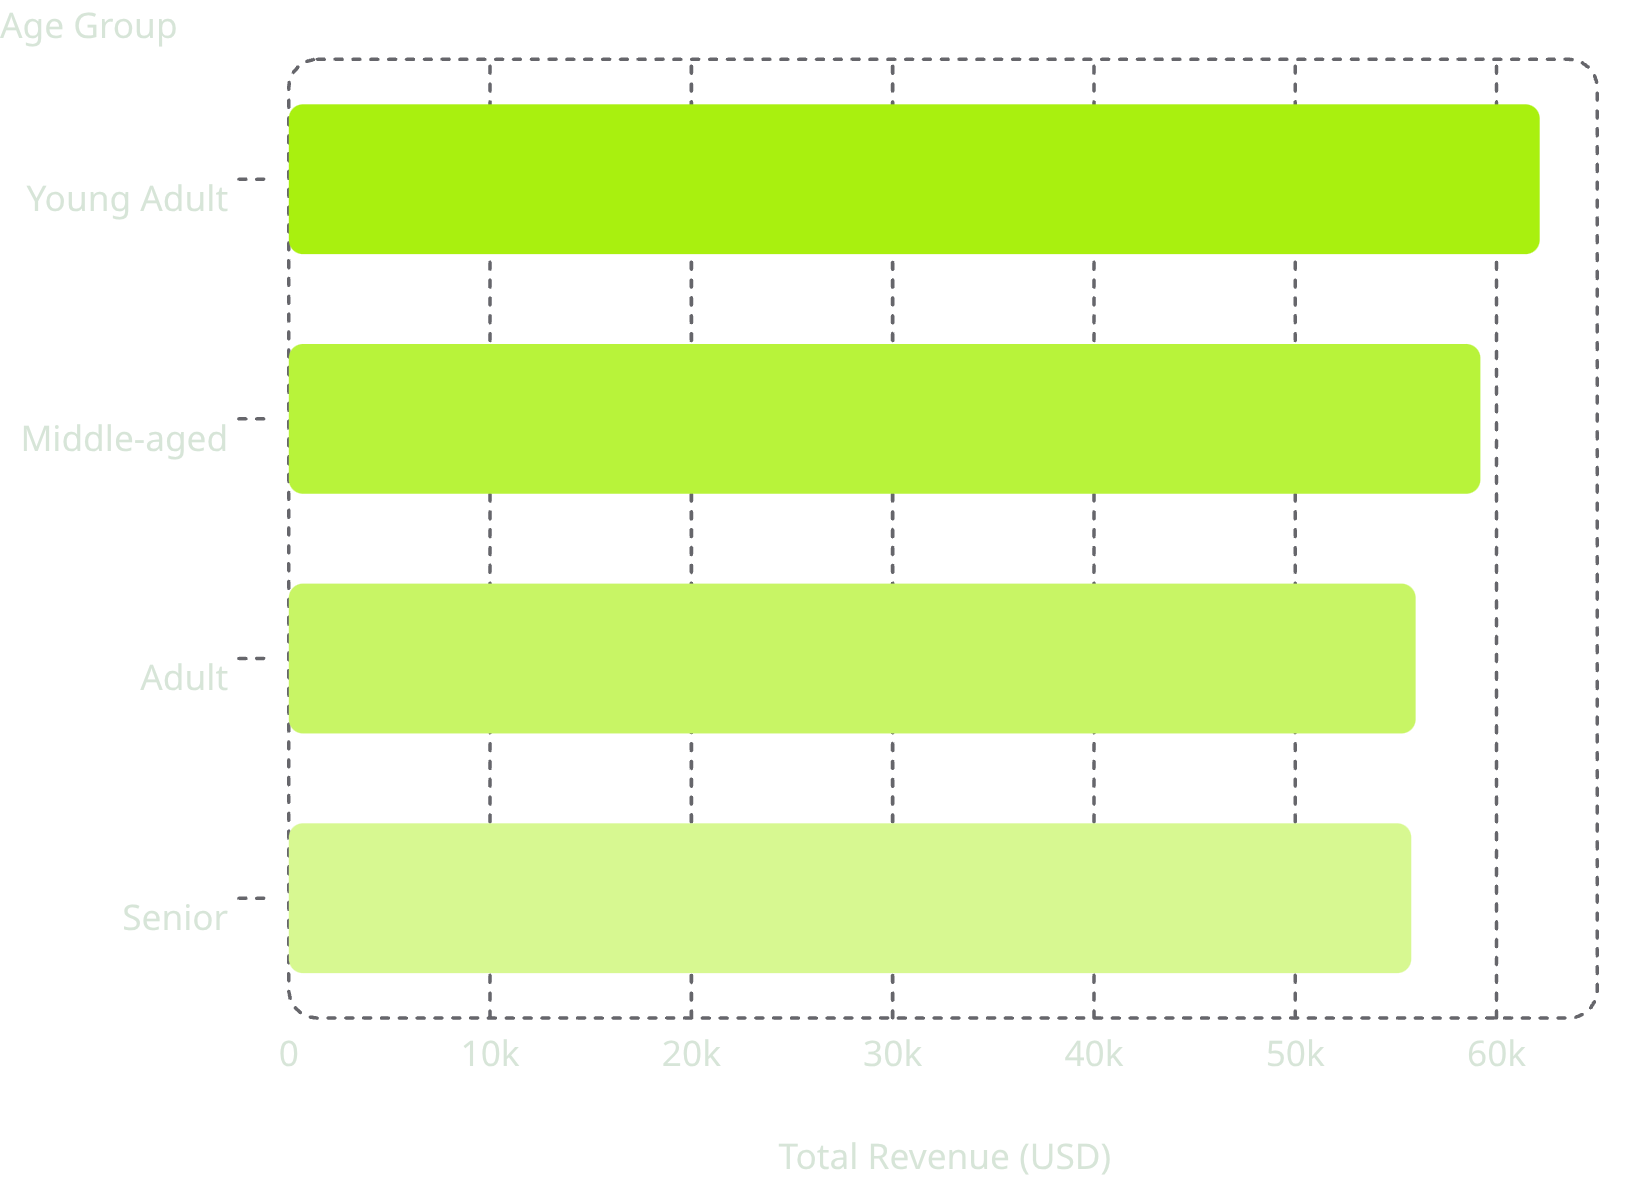 Age Group
Young Adult
Middle-aged
Adult
Senior
0 10k 20k 30k 40k 50k 60k
Total Revenue (USD)